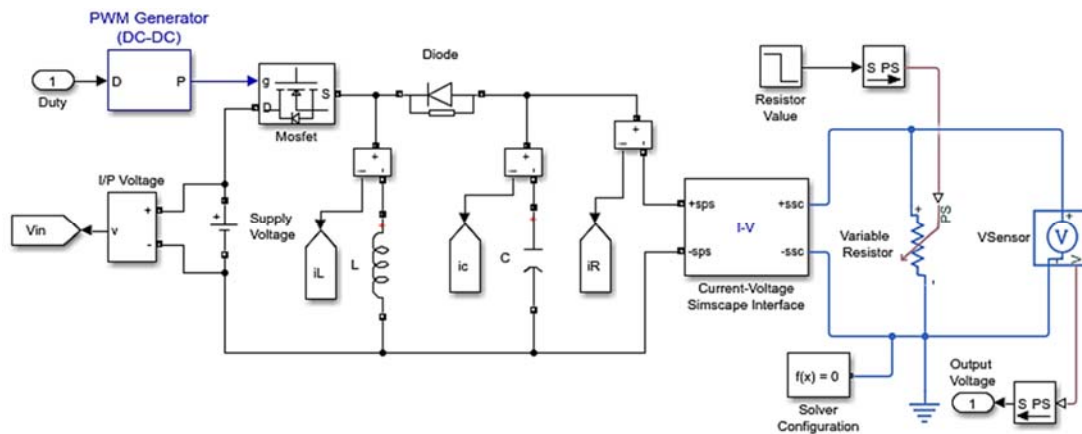 PWM Generator
(DC-DC)
1
Duty
D
P
g
D
S
Mosfet
Diode
Resistor
Value
S PS
I/P Voltage
Vin
v
+
-
+
Supply
Voltage
+
-
i
iL
L
+
-
i
ic
C
+
-
i
iR
+sps
-sps
I-V
+ssc
-ssc
Current-Voltage
Simscape Interface
Variable
Resistor
+
-
PS
VSensor
+
V
-
V
f(x) = 0
Solver
Configuration
Output
Voltage
1
S PS